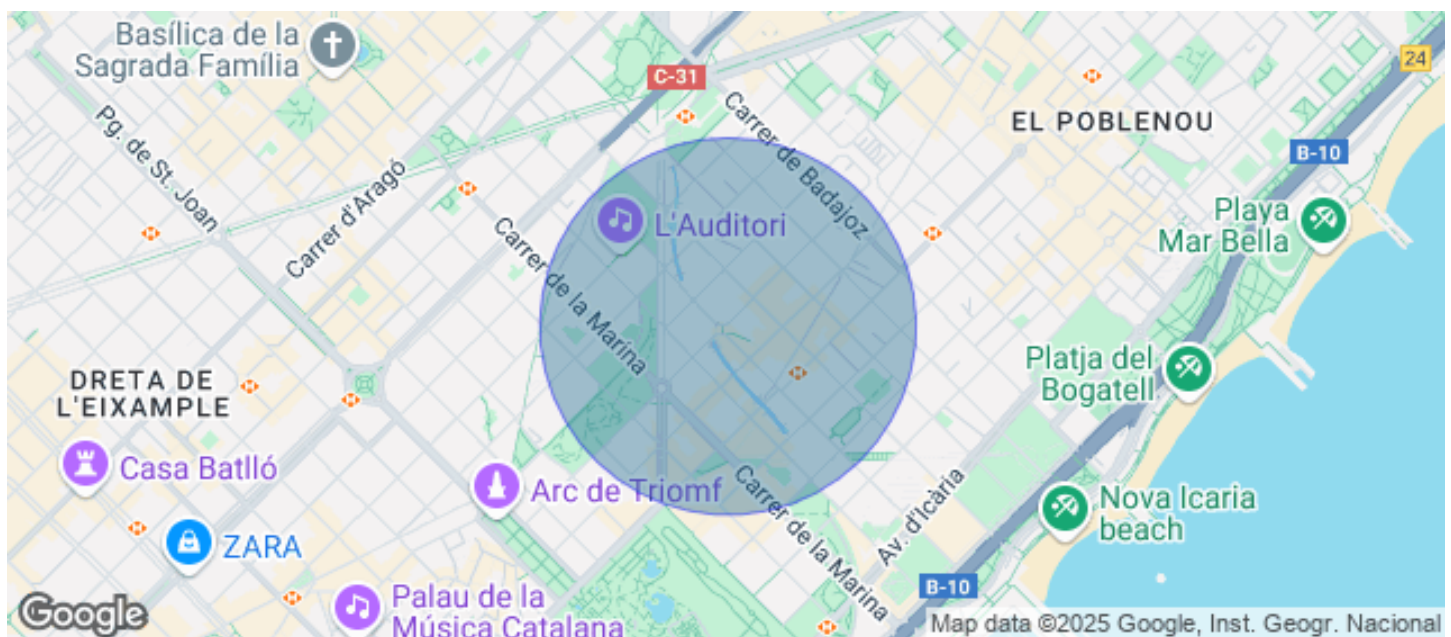 Basílica de la
Sagrada Família
C-31
24
Carrer de Badajoz
EL POBLENOU
B-10
Pg. de St. Joan
Carrer d'Aragó
L'Auditori
Playa
Mar Bella
Carrer de la Marina
DRETA DE
L'EIXAMPLE
Platja del
Bogatell
Casa Batlló
Arc de Triomf
Carrer de la Marina
Av. d'Icària
Nova Icaria
beach
ZARA
B-10
Palau de la
Música Catalana
Google
Map data ©2025 Google, Inst. Geogr. Nacional